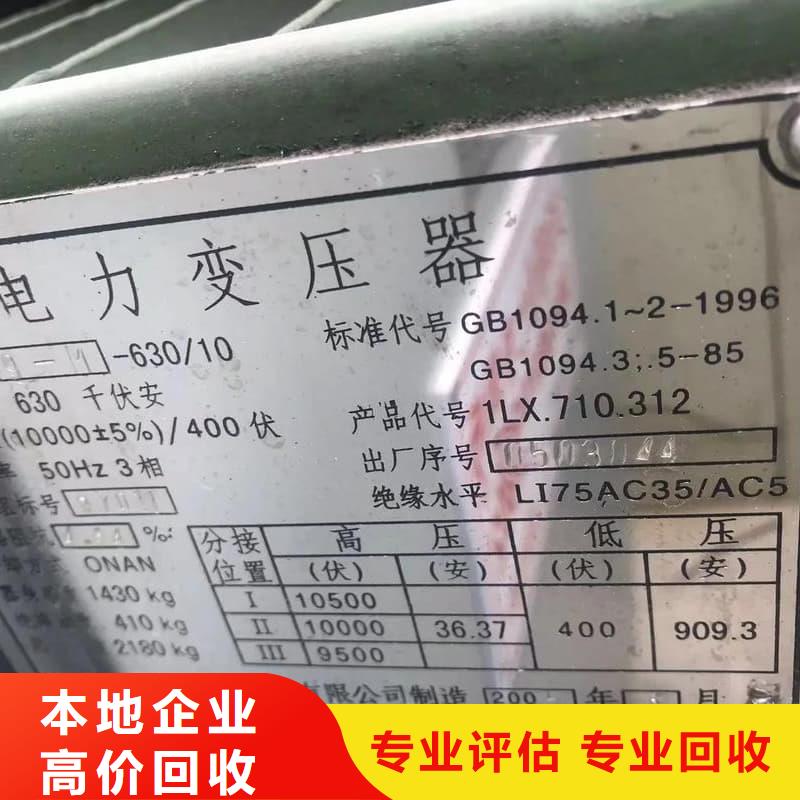 电力变压器
-630/10
标准代号 GB1094.1~2-1996
GB1094.3;.5-85
630 千伏安
产品代号 1LX.710.312
(10000±5%)/400 伏
出厂序号 0503044
50Hz 3 相
绝缘水平 LI75AC35/AC5
标号
%:
ONAN
1430 kg
410 kg
2180 kg
分接位置 高压 低压
(伏) (安) (伏) (安)
I 10500
II 10000 36.37 400 909.3
III 9500
有限公司制造 200 年 月
本地企业
高价回收
专业评估 专业回收